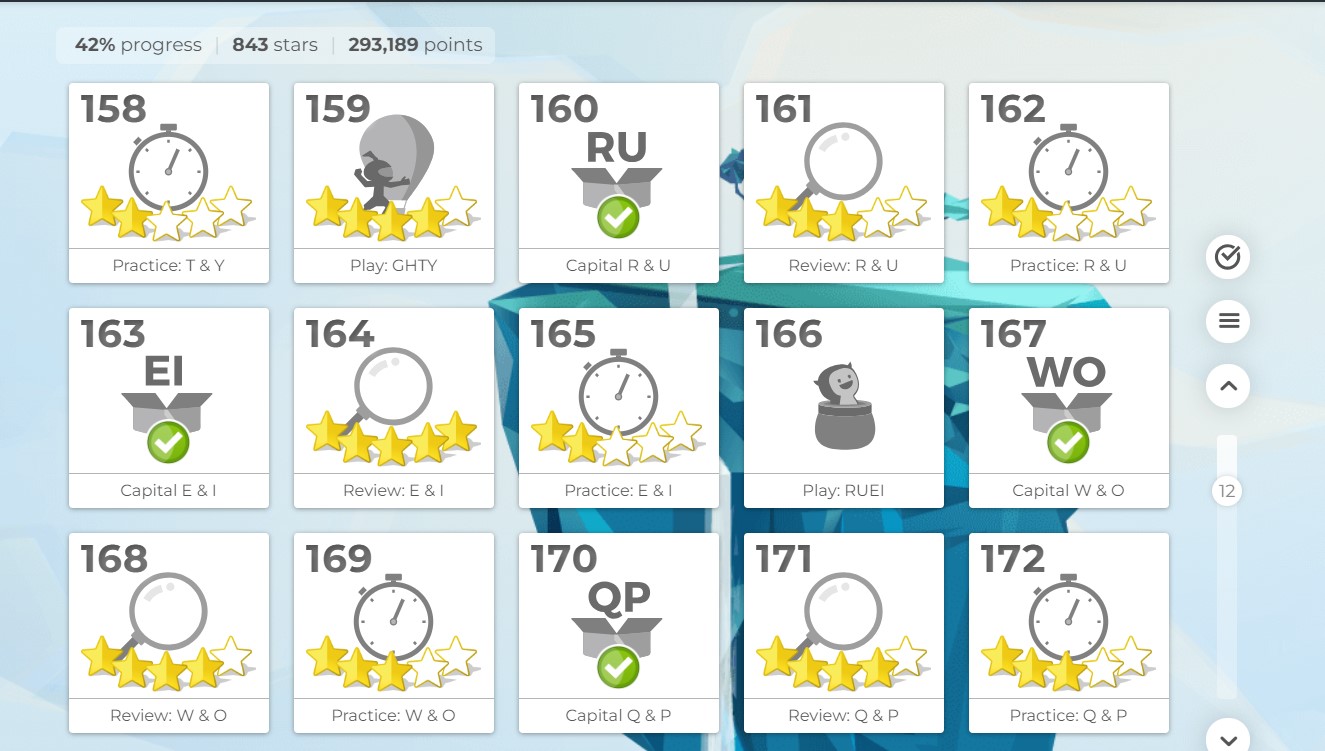 42% progress | 843 stars | 293,189 points
158
Practice: T & Y
159
Play: GHTY
160
RU
Capital R & U
161
Review: R & U
162
Practice: R & U
163
EI
Capital E & I
164
Review: E & I
165
Practice: E & I
166
Play: RUEI
167
WO
Capital W & O
12
168
Review: W & O
169
Practice: W & O
170
QP
Capital Q & P
171
Review: Q & P
172
Practice: Q & P